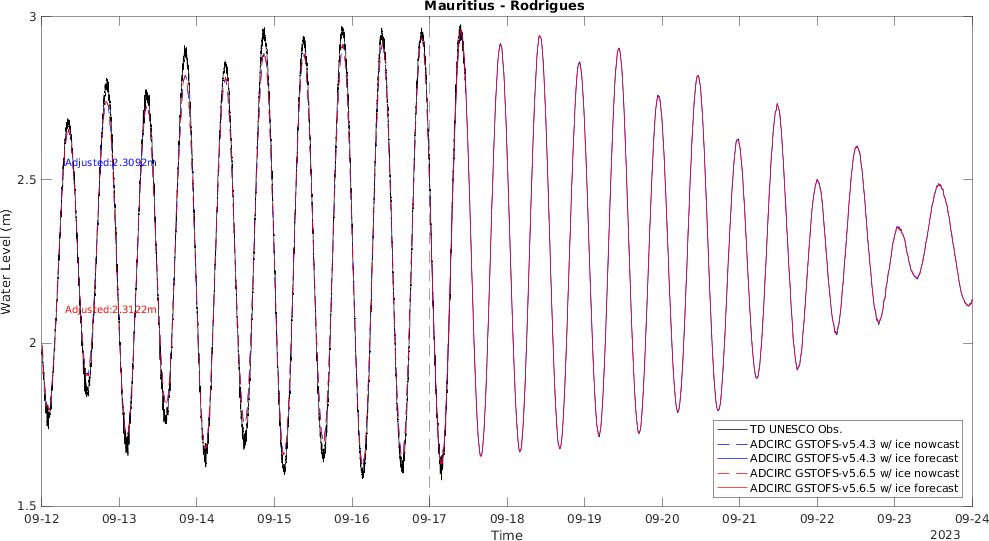 Mauritius - Rodrigues
3
2.5
2
1.5
Water Level (m)
Adjusted:2.3092m
Adjusted:2.3122m
TD UNESCO Obs.
ADCIRC GSTOFS-v5.4.3 w/ ice nowcast
ADCIRC GSTOFS-v5.4.3 w/ ice forecast
ADCIRC GSTOFS-v5.6.5 w/ ice nowcast
ADCIRC GSTOFS-v5.6.5 w/ ice forecast
09-12 09-13 09-14 09-15 09-16 09-17 09-18 09-19 09-20 09-21 09-22 09-23 09-24
Time
2023